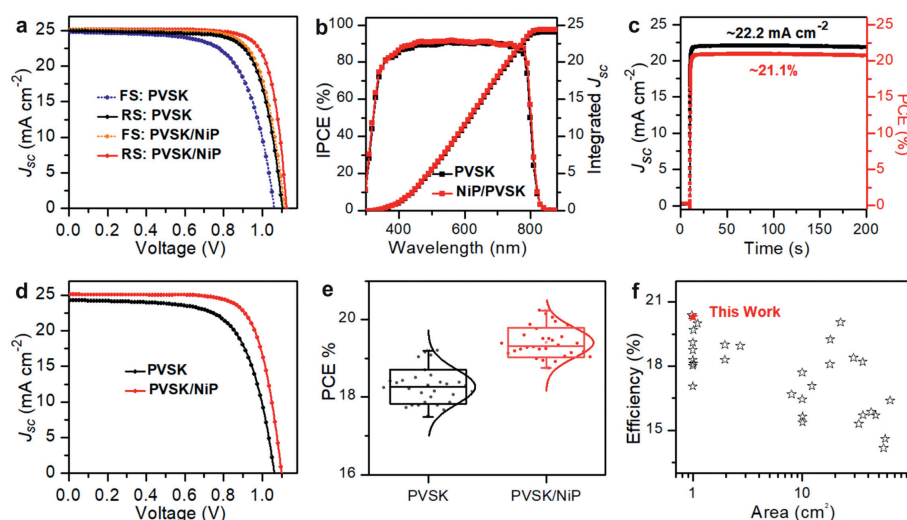 a
25
20
15
10
5
0
J_sc (mA cm⁻²)
FS: PVSK
RS: PVSK
FS: PVSK/NiP
RS: PVSK/NiP
0.0 0.2 0.4 0.6 0.8 1.0
Voltage (V)
b
100
80
60
40
20
0
IPCE (%)
25
20
15
10
5
0
Integrated J_sc
PVSK
NiP/PVSK
400 500 600 700 800
Wavelength (nm)
c
25
20
15
10
5
0
J_sc (mA cm⁻²)
~22.2 mA cm⁻²
~21.1%
25
20
15
10
5
0
PCE (%)
0 50 100 150 200
Time (s)
d
25
20
15
10
5
0
J_sc (mA cm⁻²)
PVSK
PVSK/NiP
0.0 0.2 0.4 0.6 0.8 1.0
Voltage (V)
e
20
18
16
PCE %
PVSK PVSK/NiP
f
21
18
15
Efficiency (%)
This Work
1 10 100
Area (cm²)